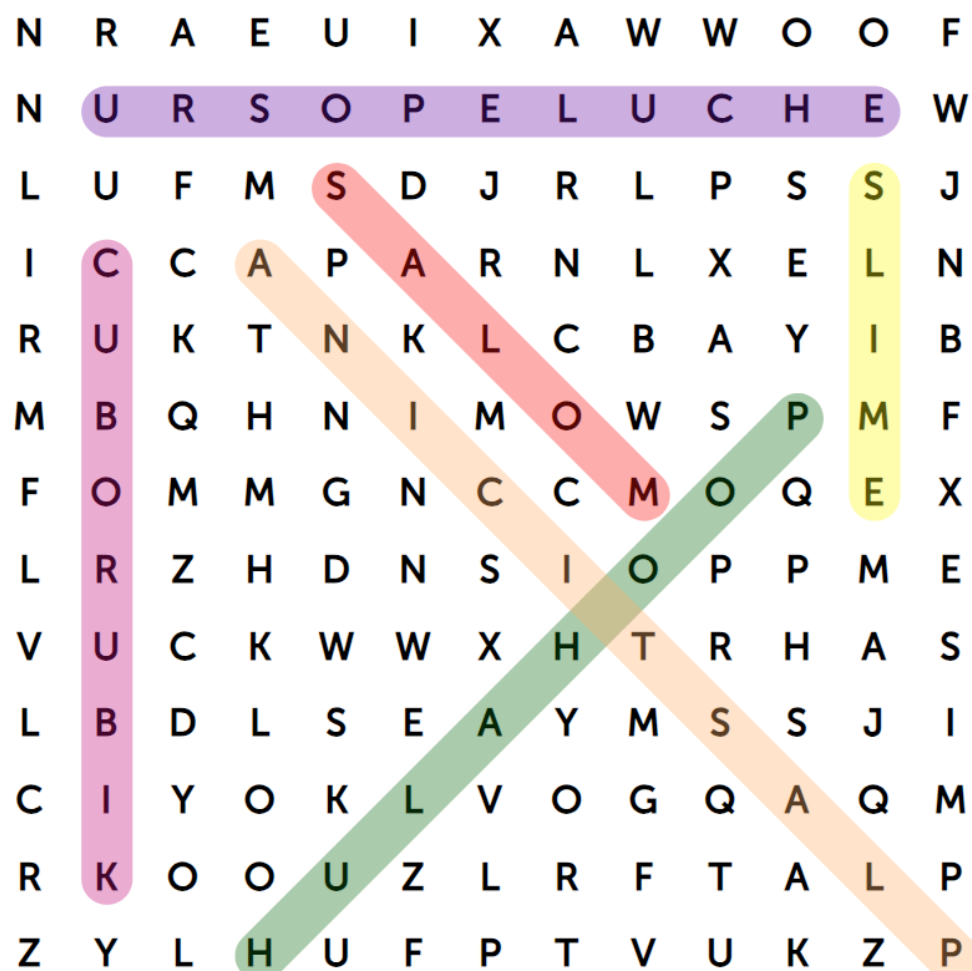 N R A E U I X A W W O O F
N U R S O P E L U C H E W
L U F M S D J R L P S S J
I C C A P A R N L X E L N
R U K T N K L C B A Y I B
M B Q H N I M O W S P M F
F O M M G N C C M O Q E X
L R Z H D N S I O P P M E
V U C K W W X H T R H A S
L B D L S E A Y M S S J I
C I Y O K L V O G Q A Q M
R K O O U Z L R F T A L P
Z Y L H U F P T V U K Z P